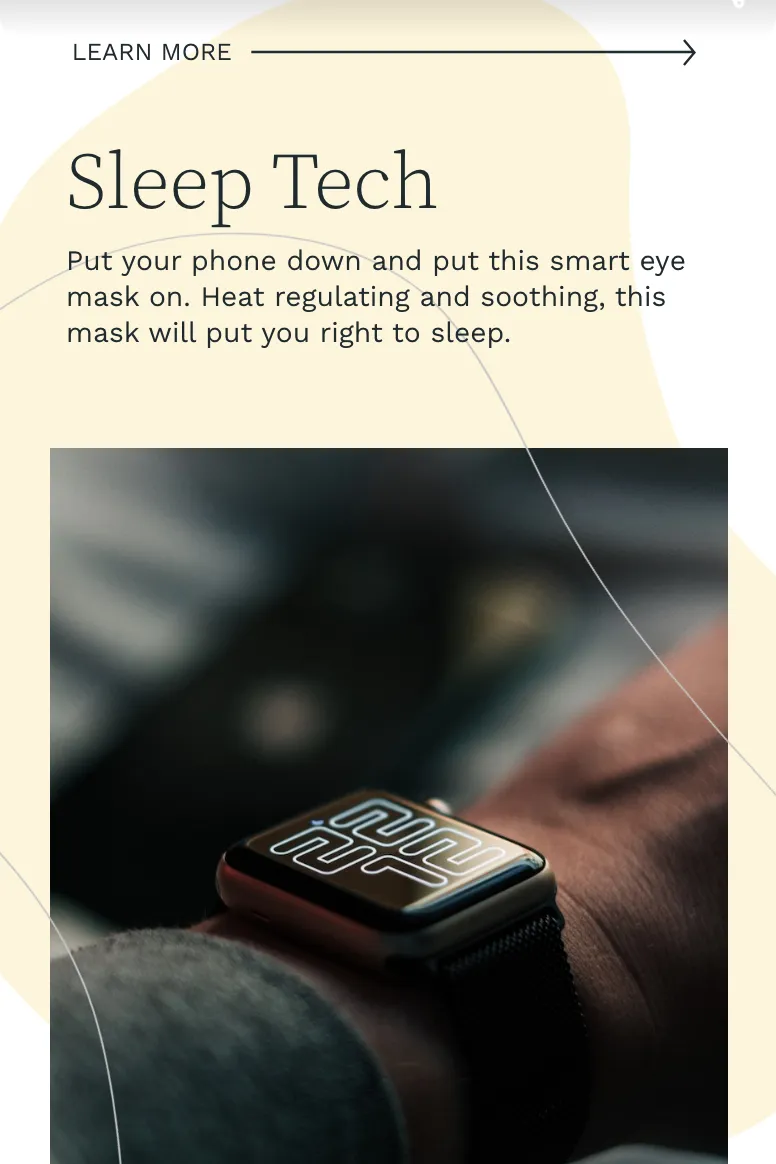 LEARN MORE
Sleep Tech
Put your phone down and put this smart eye
mask on. Heat regulating and soothing, this
mask will put you right to sleep.